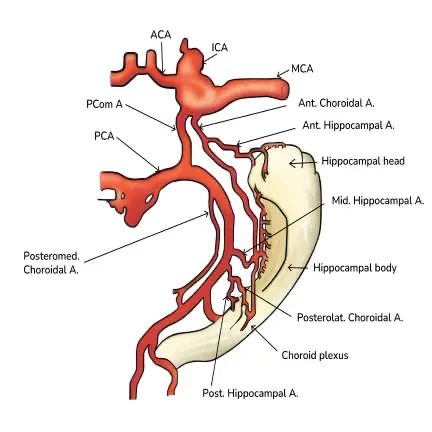 ACA
ICA
MCA
PCom A
Ant. Choroidal A.
Ant. Hippocampal A.
PCA
Hippocampal head
Mid. Hippocampal A.
Posteromed.
Choroidal A.
Hippocampal body
Posterolat. Choroidal A.
Choroid plexus
Post. Hippocampal A.